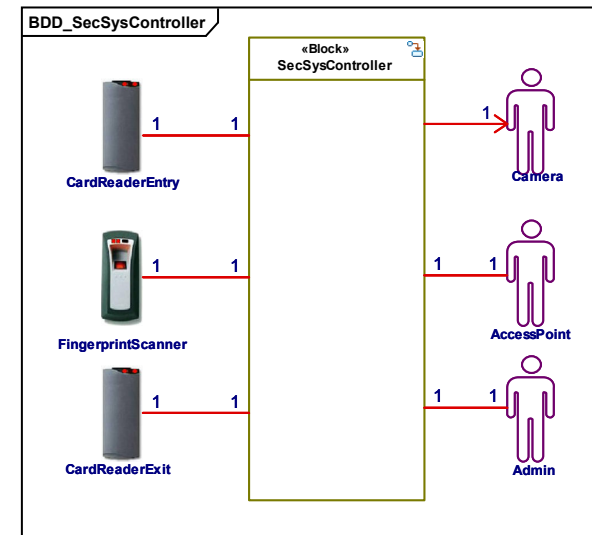 BDD_SecSysController
«Block»
SecSysController
1 1
CardReaderEntry
1
Camera
1 1
FingerprintScanner
1 1
AccessPoint
1 1
CardReaderExit
1 1
Admin